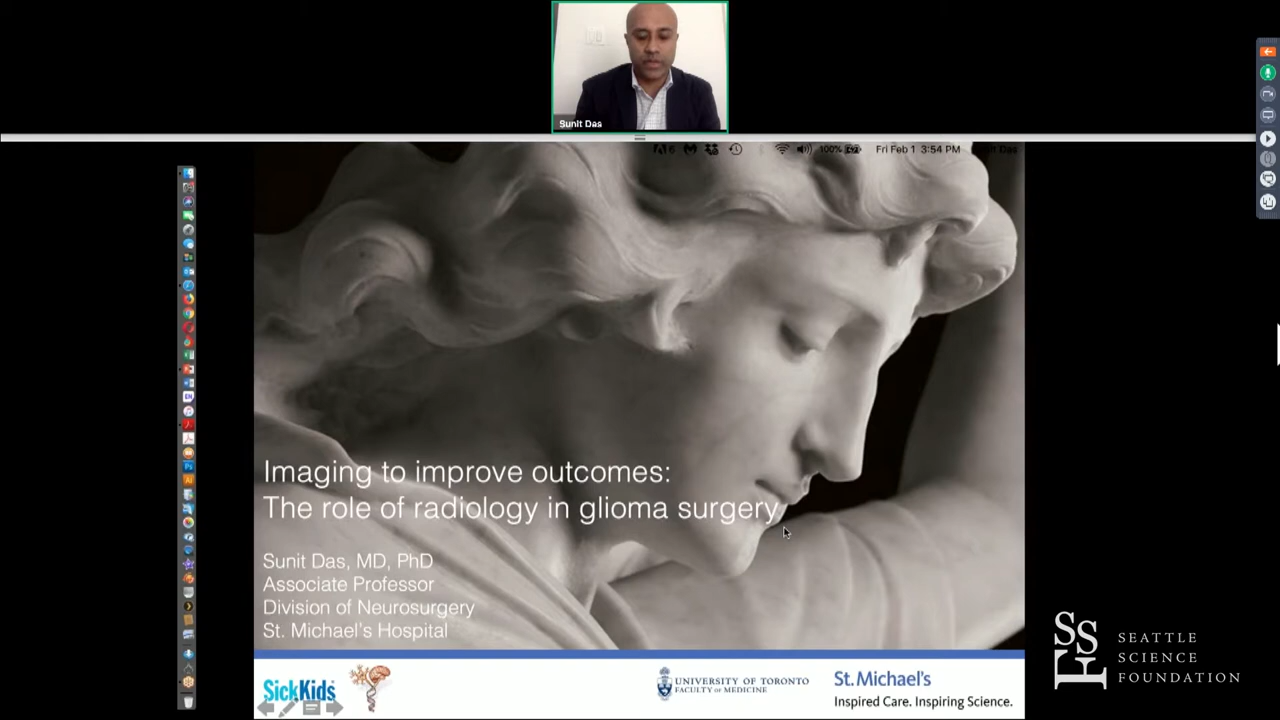 Sunit Das
100%
Fri Feb 1 3:54 PM
Imaging to improve outcomes:
The role of radiology in glioma surgery
Sunit Das, MD, PhD
Associate Professor
Division of Neurosurgery
St. Michael's Hospital
SickKids
UNIVERSITY OF TORONTO
FACULTY OF MEDICINE
St. Michael's
Inspired Care. Inspiring Science.
SSF
SEATTLE
SCIENCE
FOUNDATION